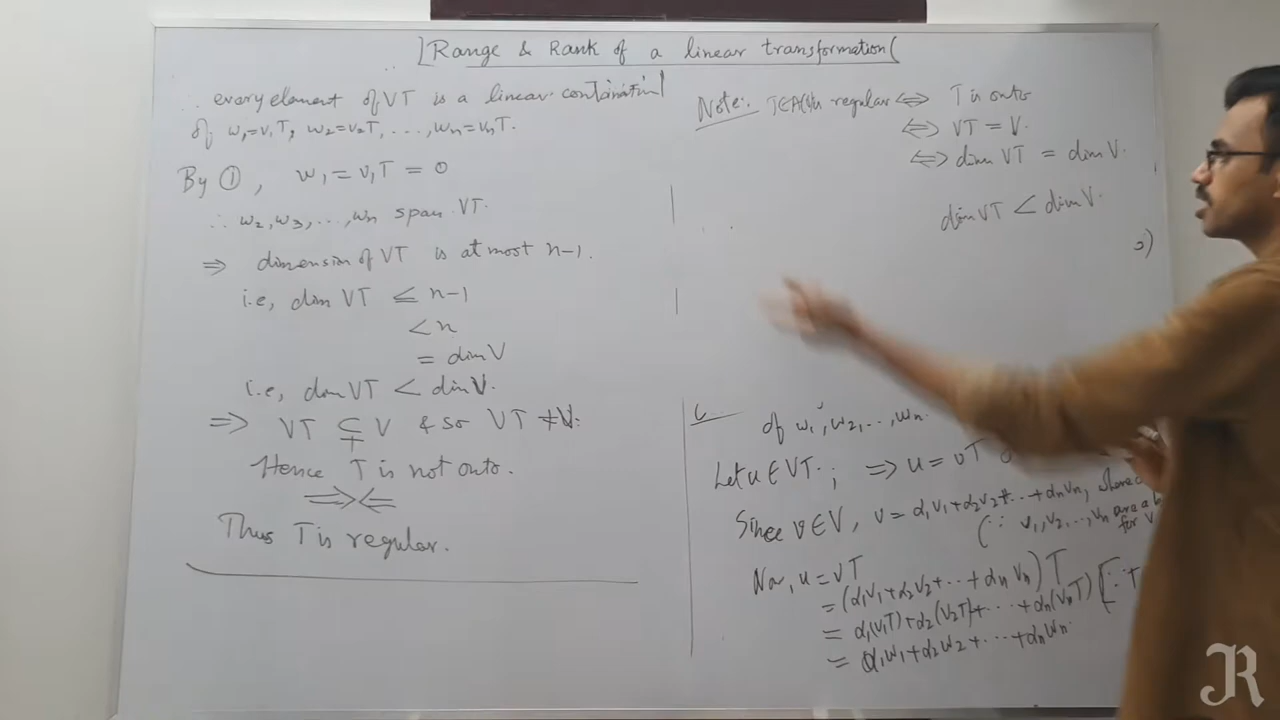 Range & Rank of a linear transformation
∴ every element of VT is a linear combination
of w₁=v₁T, w₂=v₂T, ...., wₙ=vₙT.
By ①, w₁ = v₁T = 0
∴ w₂, w₃, ..., wₙ span VT.
⇒ dimension of VT is at most n-1.
i.e, dim VT ≤ n-1
< n
= dim V
i.e, dim VT < dim V.
⇒ VT ⊊ V & so VT ≠ V.
Hence T is not onto.
⇒⇐
Thus T is regular.
Note:- T∈A(V) is regular ⇔ T is onto
⇔ VT = V.
⇔ dim VT = dim V.
dim VT < dim V.
of w₁, w₂, ..., wₙ.
Let u ∈ VT. ; ⇒ u = vT
Since v ∈ V, v = α₁v₁+α₂v₂+...+αₙvₙ,
(∵ v₁, v₂, ..., vₙ are a
for V
Now, u = vT
= (α₁v₁+α₂v₂+...+αₙvₙ)T
= α₁(v₁T)+α₂(v₂T)+...+αₙ(vₙT) [∵ T
= α₁w₁+α₂w₂+...+αₙwₙ.
R